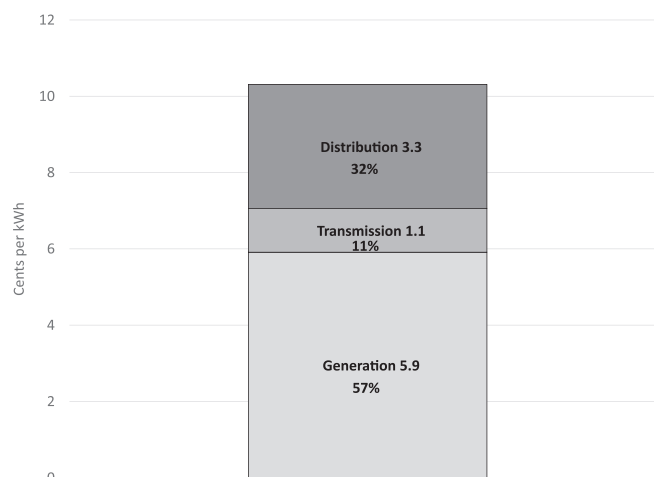 12
10
8
6
4
2
0
Cents per kWh
Distribution 3.3
32%
Transmission 1.1
11%
Generation 5.9
57%